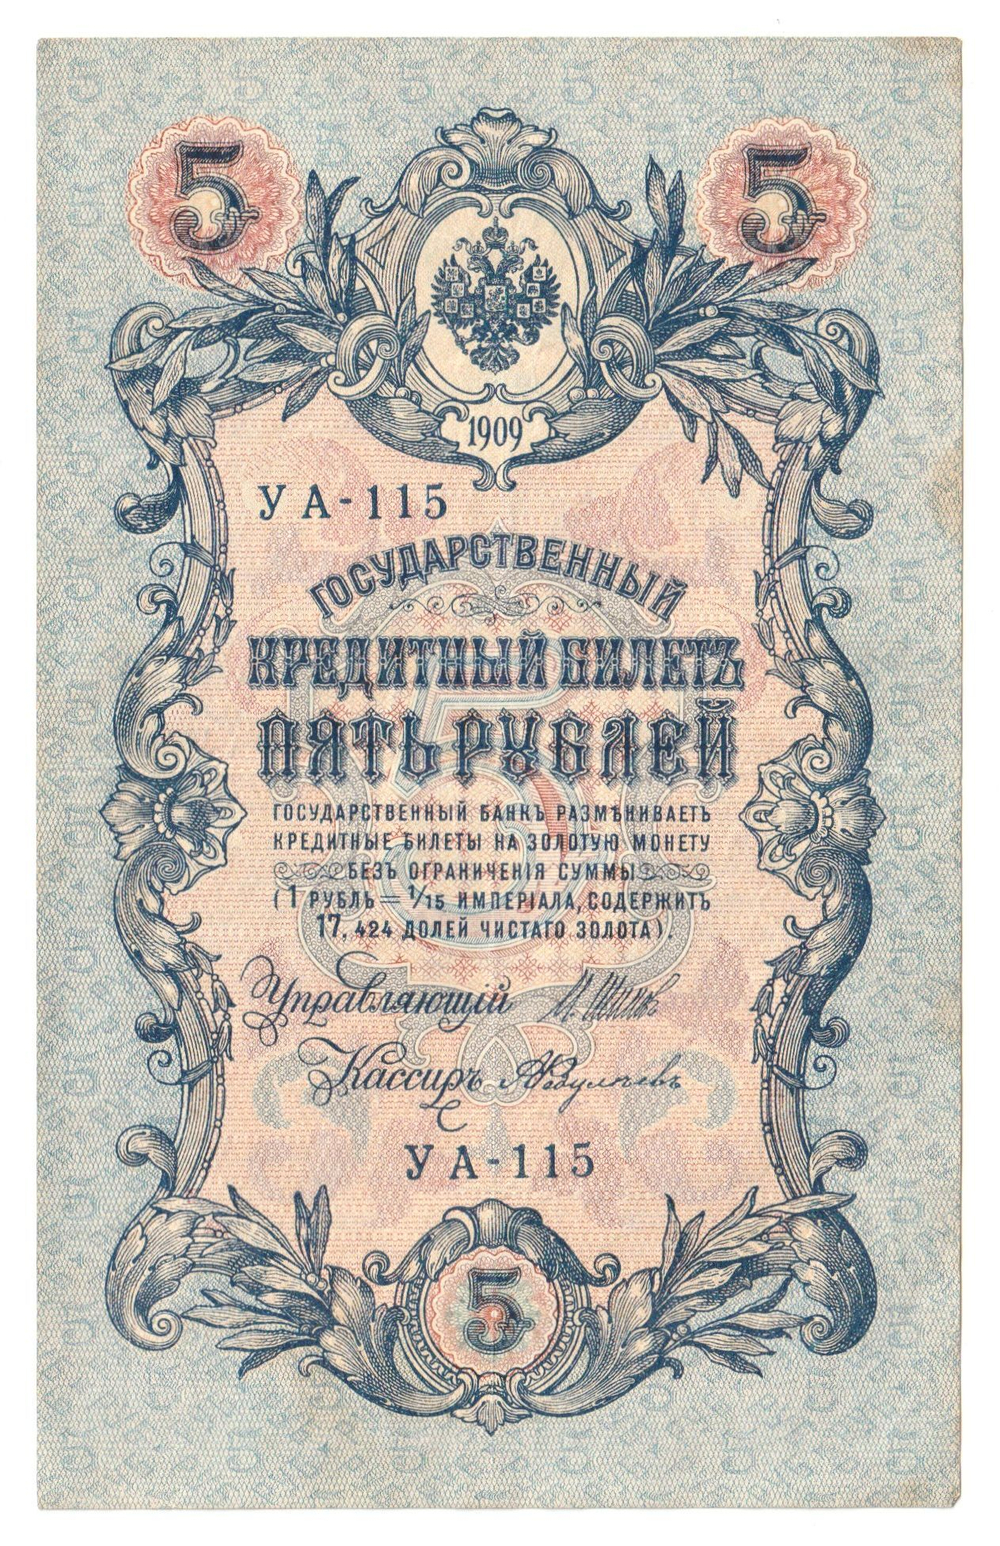 5 5
1909
УА-115
ГОСУДАРСТВЕННЫЙ
КРЕДИТНЫЙ БИЛЕТЪ
ПЯТЬ РУБЛЕЙ
ГОСУДАРСТВЕННЫЙ БАНКЪ РАЗМѢНИВАЕТЪ
КРЕДИТНЫЕ БИЛЕТЫ НА ЗОЛОТУЮ МОНЕТУ
БЕЗЪ ОГРАНИЧЕНІЯ СУММЫ
(1 РУБЛЬ = 1/15 ИМПЕРІАЛА, СОДЕРЖИТЪ
17,424 ДОЛЕЙ ЧИСТАГО ЗОЛОТА).
Управляющій
Кассиръ
УА-115
5